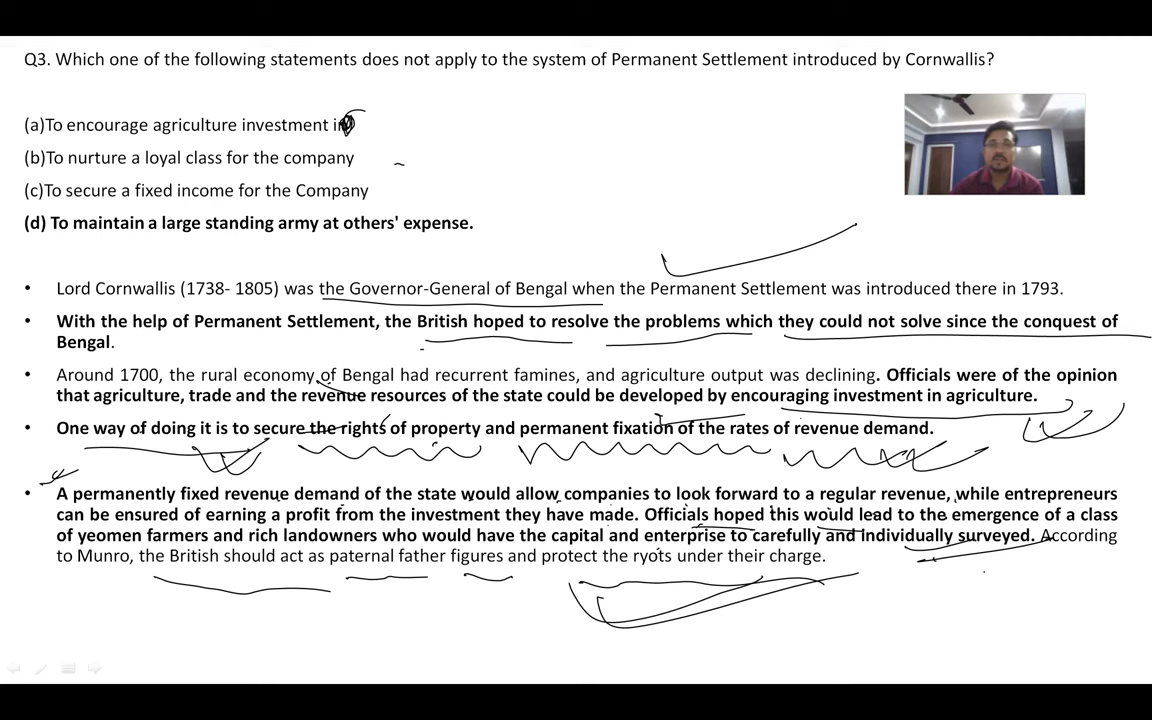 Q3. Which one of the following statements does not apply to the system of Permanent Settlement introduced by Cornwallis?
(a)To encourage agriculture investment
(b)To nurture a loyal class for the company
(c)To secure a fixed income for the Company
(d) To maintain a large standing army at others' expense.
• Lord Cornwallis (1738- 1805) was the Governor-General of Bengal when the Permanent Settlement was introduced there in 1793.
• With the help of Permanent Settlement, the British hoped to resolve the problems which they could not solve since the conquest of
Bengal.
• Around 1700, the rural economy of Bengal had recurrent famines, and agriculture output was declining. Officials were of the opinion
that agriculture, trade and the revenue resources of the state could be developed by encouraging investment in agriculture.
• One way of doing it is to secure the rights of property and permanent fixation of the rates of revenue demand.
• A permanently fixed revenue demand of the state would allow companies to look forward to a regular revenue, while entrepreneurs
can be ensured of earning a profit from the investment they have made. Officials hoped this would lead to the emergence of a class
of yeomen farmers and rich landowners who would have the capital and enterprise to carefully and individually surveyed. According
to Munro, the British should act as paternal father figures and protect the ryots under their charge.